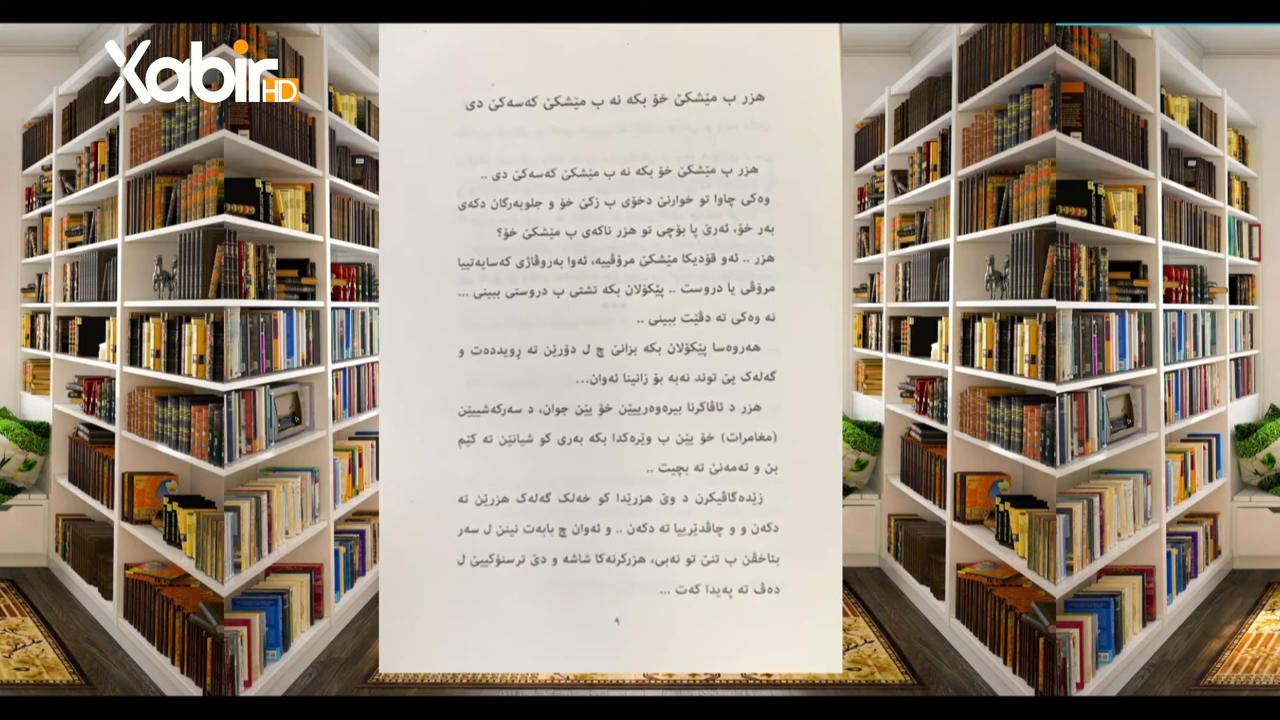 Xabir HD
هزر ب مێشکێ خۆ بکە نە ب مێشکێ کەسەکێ دی
هزر ب مێشکێ خۆ بکە نە ب مێشکێ کەسەکێ دی ..
وەکی چاوا تو خوارنێ دخۆی ب زکێ خۆ و جلوبەرگان دکەی
بەر خۆ، ئەرێ پا بۆچی تو هزر ناکەی ب مێشکێ خۆ؟
هزر .. ئەو قۆدیکا مێشکێ مرۆڤییە، ئەوا بەروڤاژی کەسایەتییا
مرۆڤی یا دروست .. پێکۆلان بکە تشتی ب دروستی ببینی ...
نە وەکی تە دڤێت ببینی ..
هەروەسا پێکۆلان بکە بزانێ چ ل دۆرێن تە ڕویددەت و
گەلەک یێ توند نەبە بۆ زانینا ئەوان...
هزر د ئاڤاکرنا بیرەوەرییێن خۆ یێن جوان، د سەرکەشییێن
(مغامرات) خۆ یێن ب وێرەکدا بکە بەری کو شیانێن تە کێم
بن و تەمەنێ تە بچیت ..
زێدەگاڤیکرن د وێ هزرێدا کو خەلک گەلەک هزرێن تە
دکەن و و چاڤدێرییا تە دکەن .. و ئەوان چ بابەت نینن ل سەر
بئاخڤن ب تنێ تو نەبی، هزرکرنەکا شاشە و دێ ترسنۆکییێ ل
دەڤ تە پەیدا کەت ...
٩